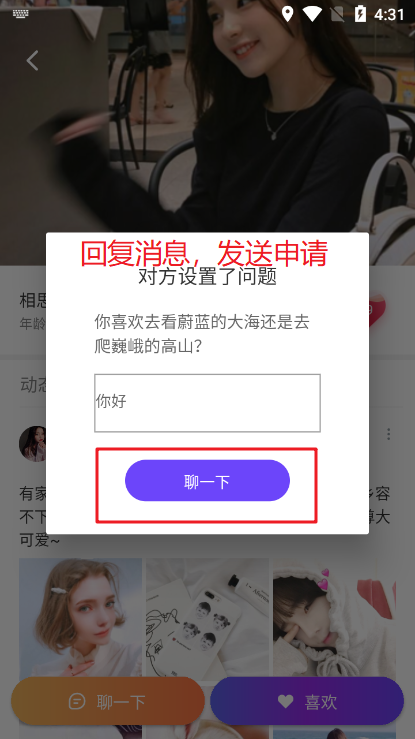 4:31
回复消息，发送申请
对方设置了问题
相思
年龄
你喜欢去看蔚蓝的大海还是去
爬巍峨的高山?
动态
你好
聊一下
有家
容
不下
大
可爱~
聊一下
喜欢